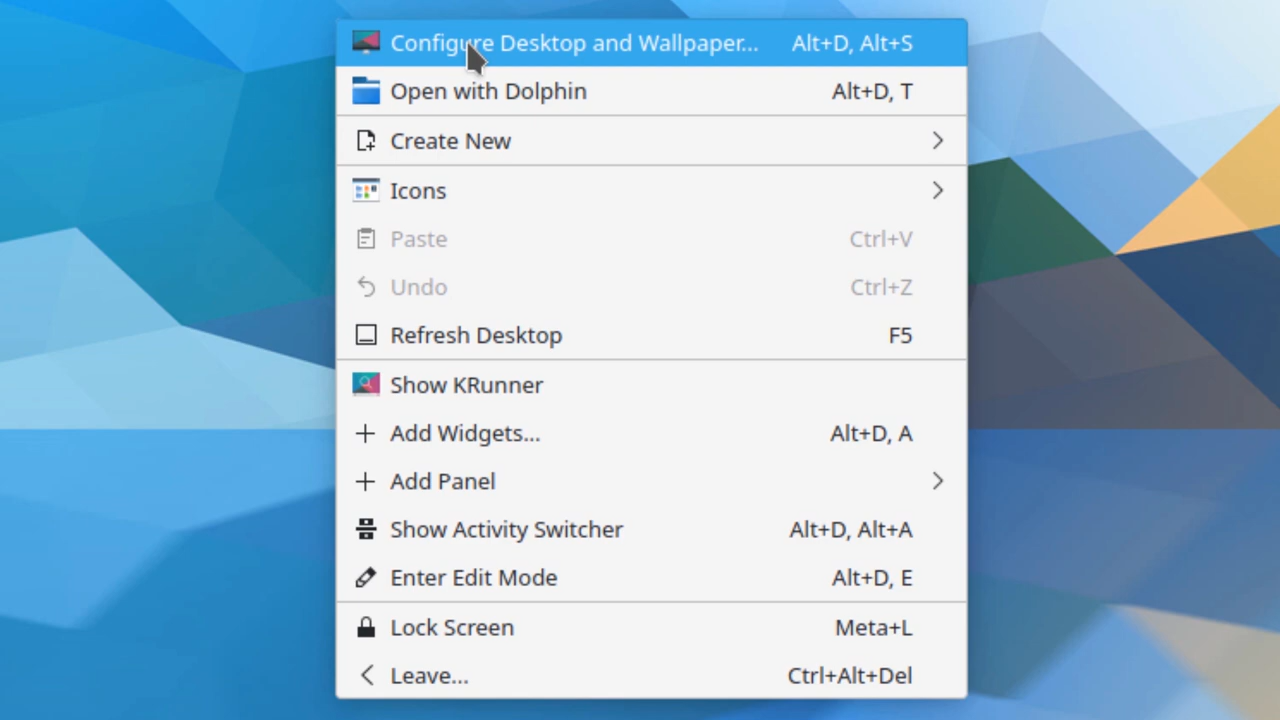 Configure Desktop and Wallpaper... Alt+D, Alt+S
Open with Dolphin Alt+D, T
Create New
Icons
Paste Ctrl+V
Undo Ctrl+Z
Refresh Desktop F5
Show KRunner
Add Widgets... Alt+D, A
Add Panel
Show Activity Switcher Alt+D, Alt+A
Enter Edit Mode Alt+D, E
Lock Screen Meta+L
Leave... Ctrl+Alt+Del